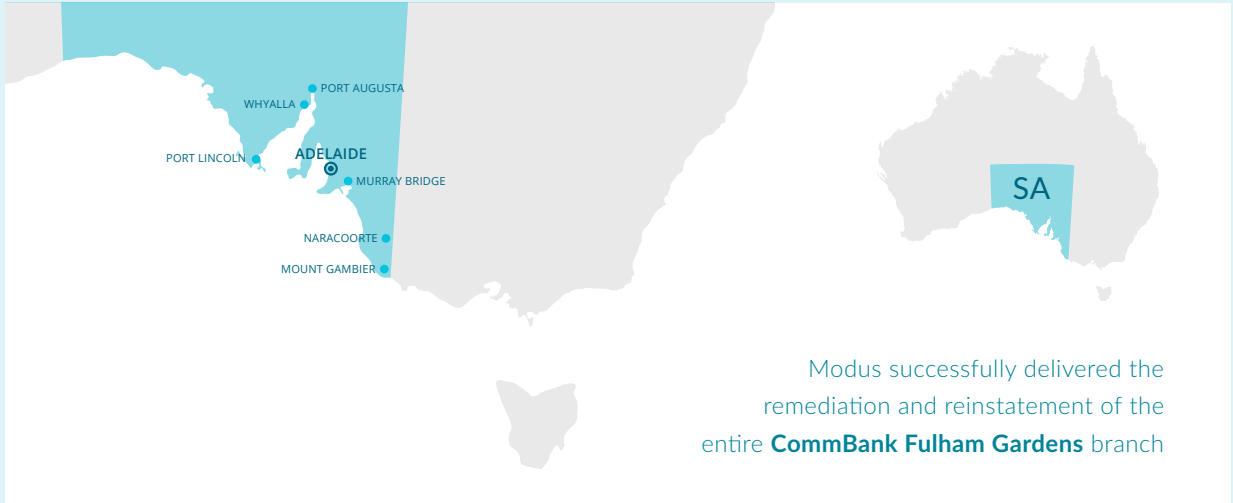 PORT AUGUSTA
WHYALLA
ADELAIDE
PORT LINCOLN
MURRAY BRIDGE
NARACOORTE
MOUNT GAMBIER
SA
Modus successfully delivered the
remediation and reinstatement of the
entire CommBank Fulham Gardens branch